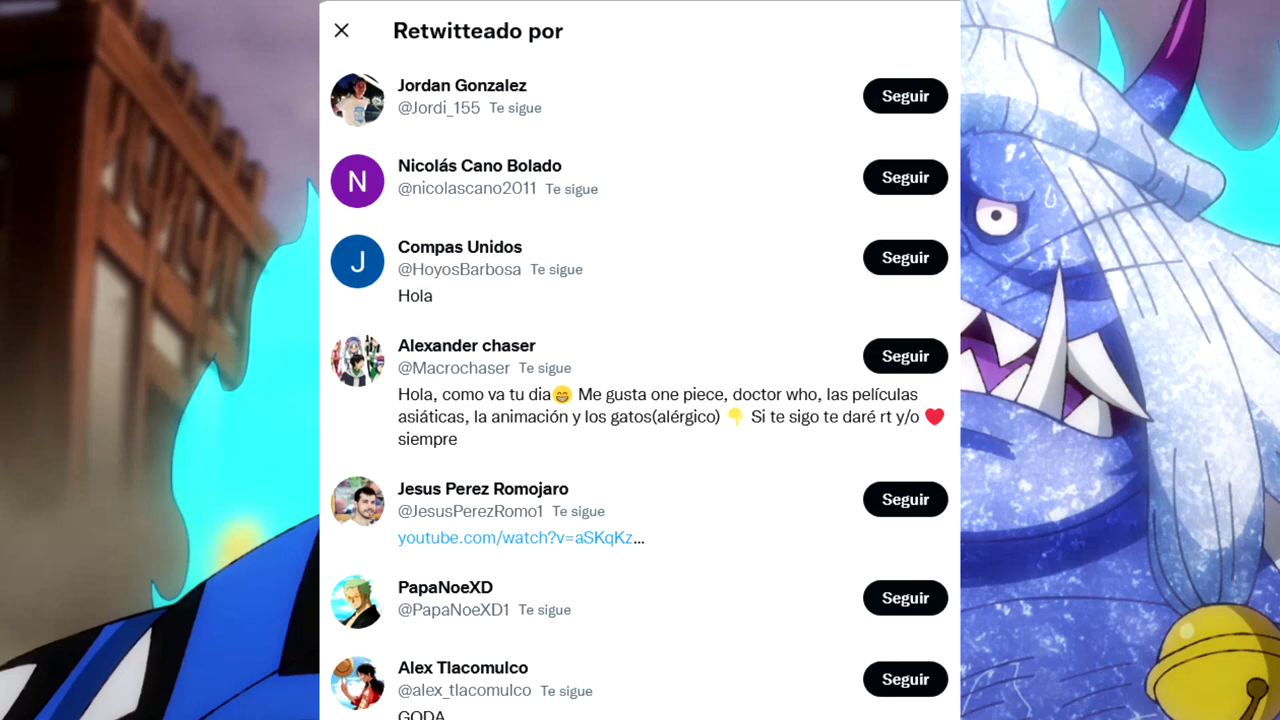 Retwitteado por
Jordan Gonzalez
@Jordi_155 Te sigue
Seguir
N
Nicolás Cano Bolado
@nicolascano2011 Te sigue
Seguir
J
Compas Unidos
@HoyosBarbosa Te sigue
Hola
Seguir
Alexander chaser
@Macrochaser Te sigue
Seguir
Hola, como va tu dia😁 Me gusta one piece, doctor who, las películas
asiáticas, la animación y los gatos(alérgico) 👇 Si te sigo te daré rt y/o ❤️
siempre
Jesus Perez Romojaro
@JesusPerezRomo1 Te sigue
Seguir
youtube.com/watch?v=aSKqKz…
PapaNoeXD
@PapaNoeXD1 Te sigue
Seguir
Alex Tlacomulco
@alex_tlacomulco Te sigue
Seguir
GODA